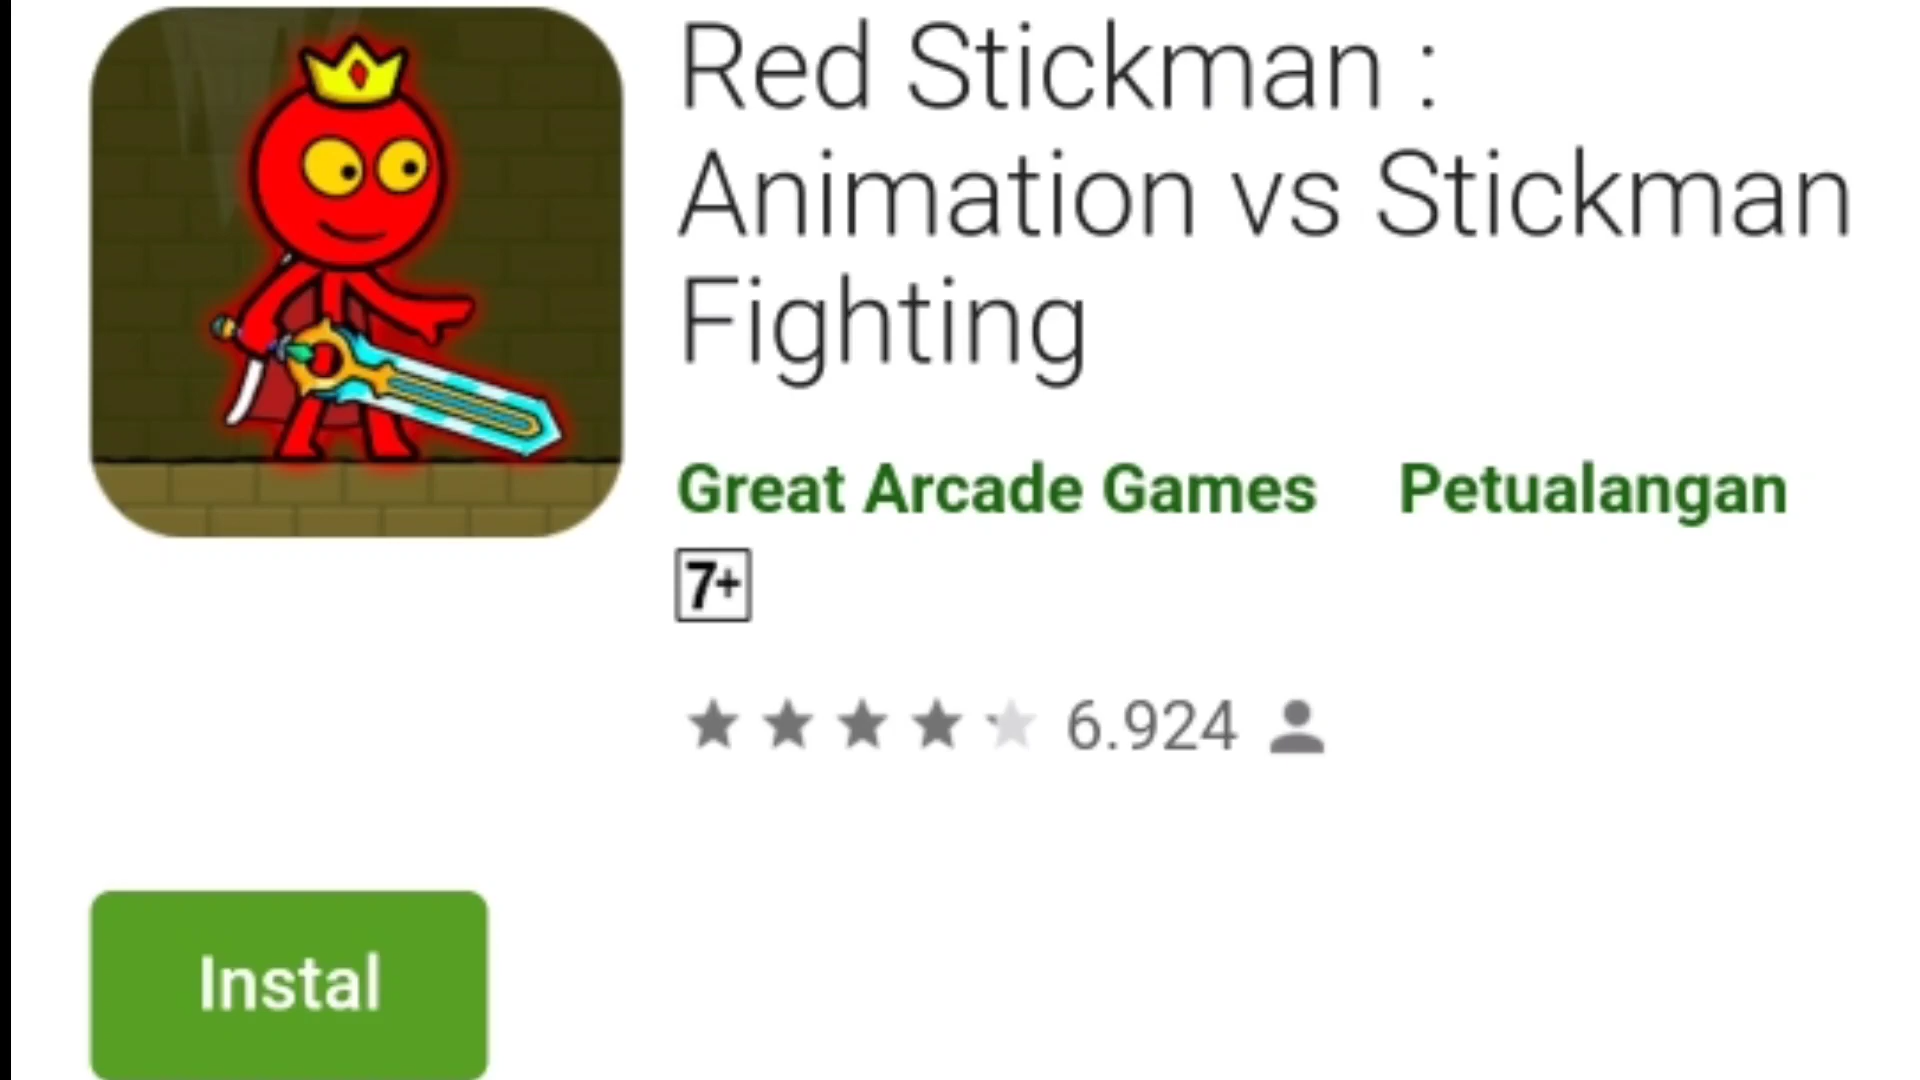 Red Stickman :
Animation vs Stickman
Fighting
Great Arcade Games Petualangan
7+
6.924
Instal